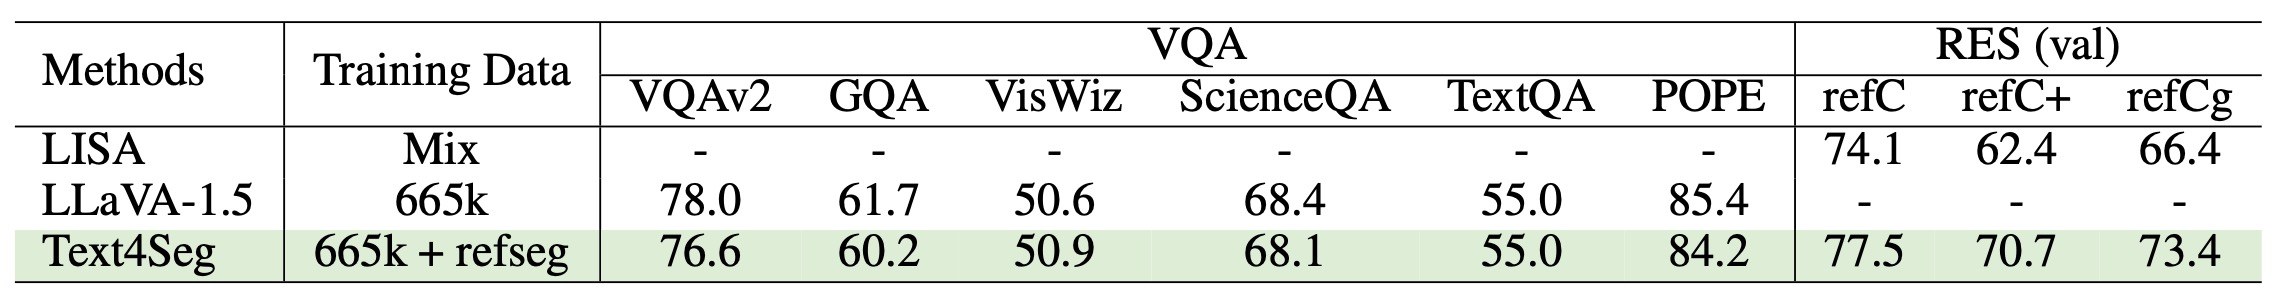 Methods Training Data VQA RES (val)
VQAv2 GQA VisWiz ScienceQA TextQA POPE refC refC+ refCg
LISA Mix - - - - - - 74.1 62.4 66.4
LLaVA-1.5 665k 78.0 61.7 50.6 68.4 55.0 85.4 - - -
Text4Seg 665k + refseg 76.6 60.2 50.9 68.1 55.0 84.2 77.5 70.7 73.4